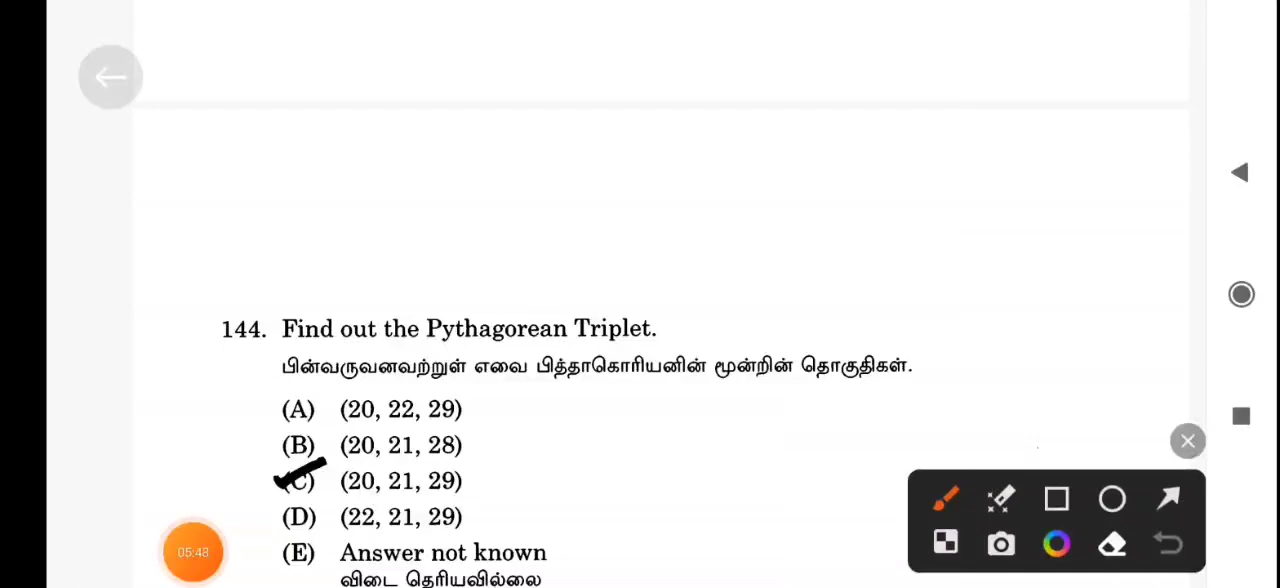 144. Find out the Pythagorean Triplet.
பின்வருவனவற்றுள் எவை பித்தாகொரியனின் மூன்றின் தொகுதிகள்.
(A) (20, 22, 29)
(B) (20, 21, 28)
(C) (20, 21, 29)
(D) (22, 21, 29)
(E) Answer not known
விடை தெரியவில்லை
05:48